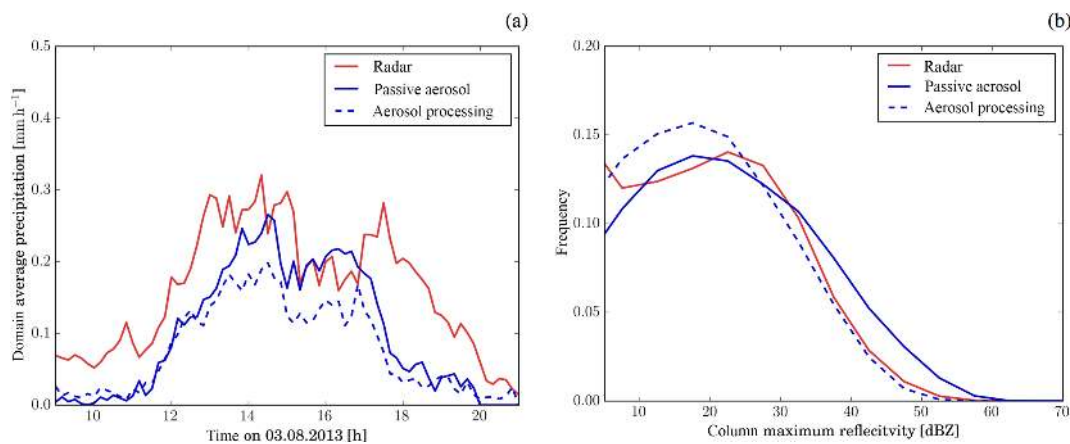 (a)
0.5
0.4
0.3
0.2
0.1
0.0
Domain average precipitation [mm h⁻¹]
Radar
Passive aerosol
Aerosol processing
10 12 14 16 18 20
Time on 03.08.2013 [h]
(b)
0.20
0.15
0.10
0.05
0.00
Frequency
Radar
Passive aerosol
Aerosol processing
10 20 30 40 50 60 70
Column maximum reflecitvity [dBZ]